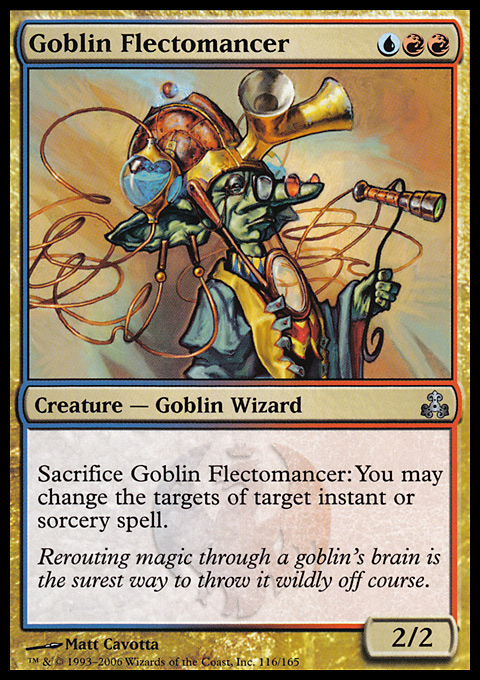 Goblin Flectomancer
Creature — Goblin Wizard
Sacrifice Goblin Flectomancer: You may
change the targets of target instant or
sorcery spell.
Rerouting magic through a goblin's brain is
the surest way to throw it wildly off course.
Matt Cavotta
2/2
™ & © 1993–2006 Wizards of the Coast, Inc. 116/165